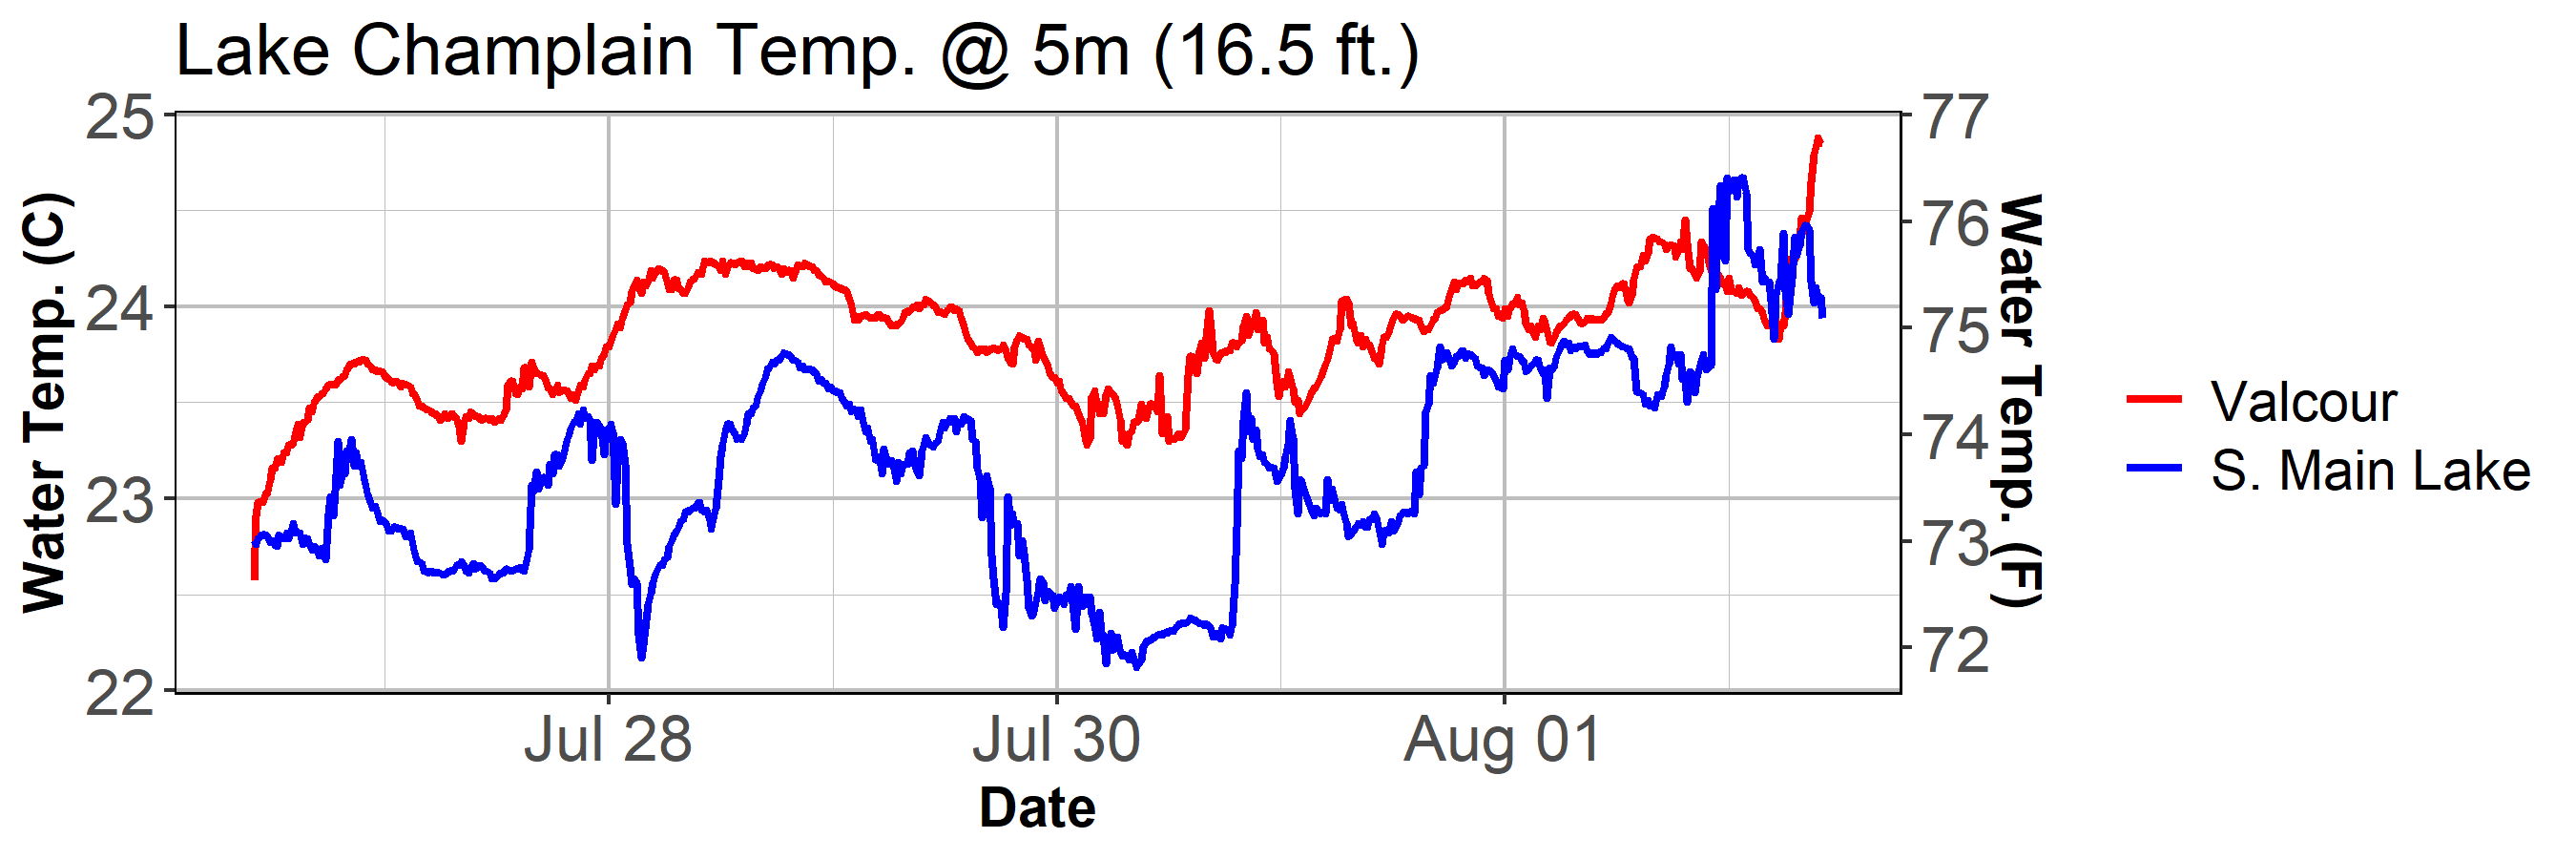 Lake Champlain Temp. @ 5m (16.5 ft.)
Water Temp. (C)
25
24
23
22
77
76
75
74
73
72
Water Temp. (F)
Jul 28
Jul 30
Aug 01
Date
Valcour
S. Main Lake